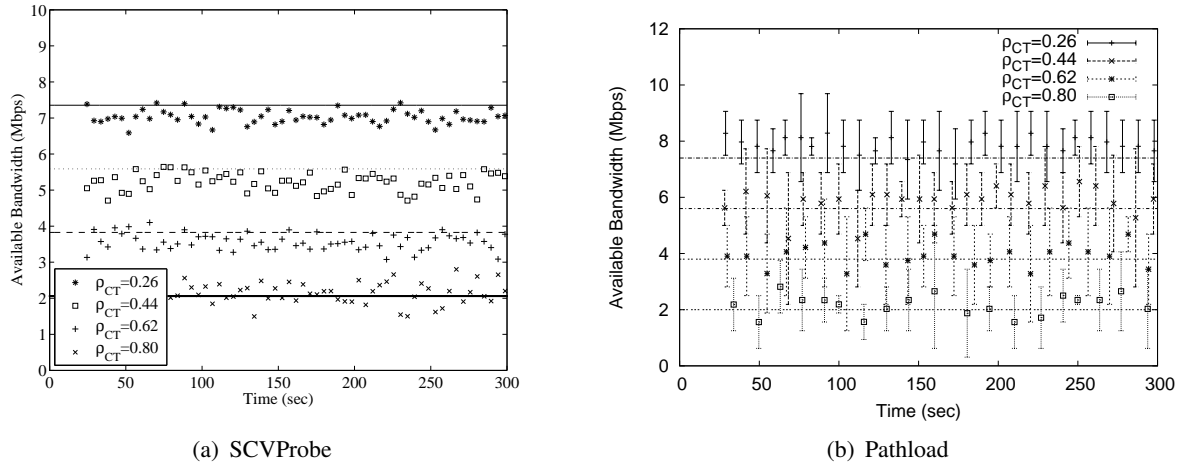 10
9
8
7
6
5
4
3
2
1
0
Available Bandwidth (Mbps)
ρCT=0.26
ρCT=0.44
ρCT=0.62
ρCT=0.80
50 100 150 200 250 300
Time (sec)
(a) SCVProbe
12
10
8
6
4
2
0
Available Bandwidth (Mbps)
ρCT=0.26
ρCT=0.44
ρCT=0.62
ρCT=0.80
0 50 100 150 200 250 300
Time (sec)
(b) Pathload